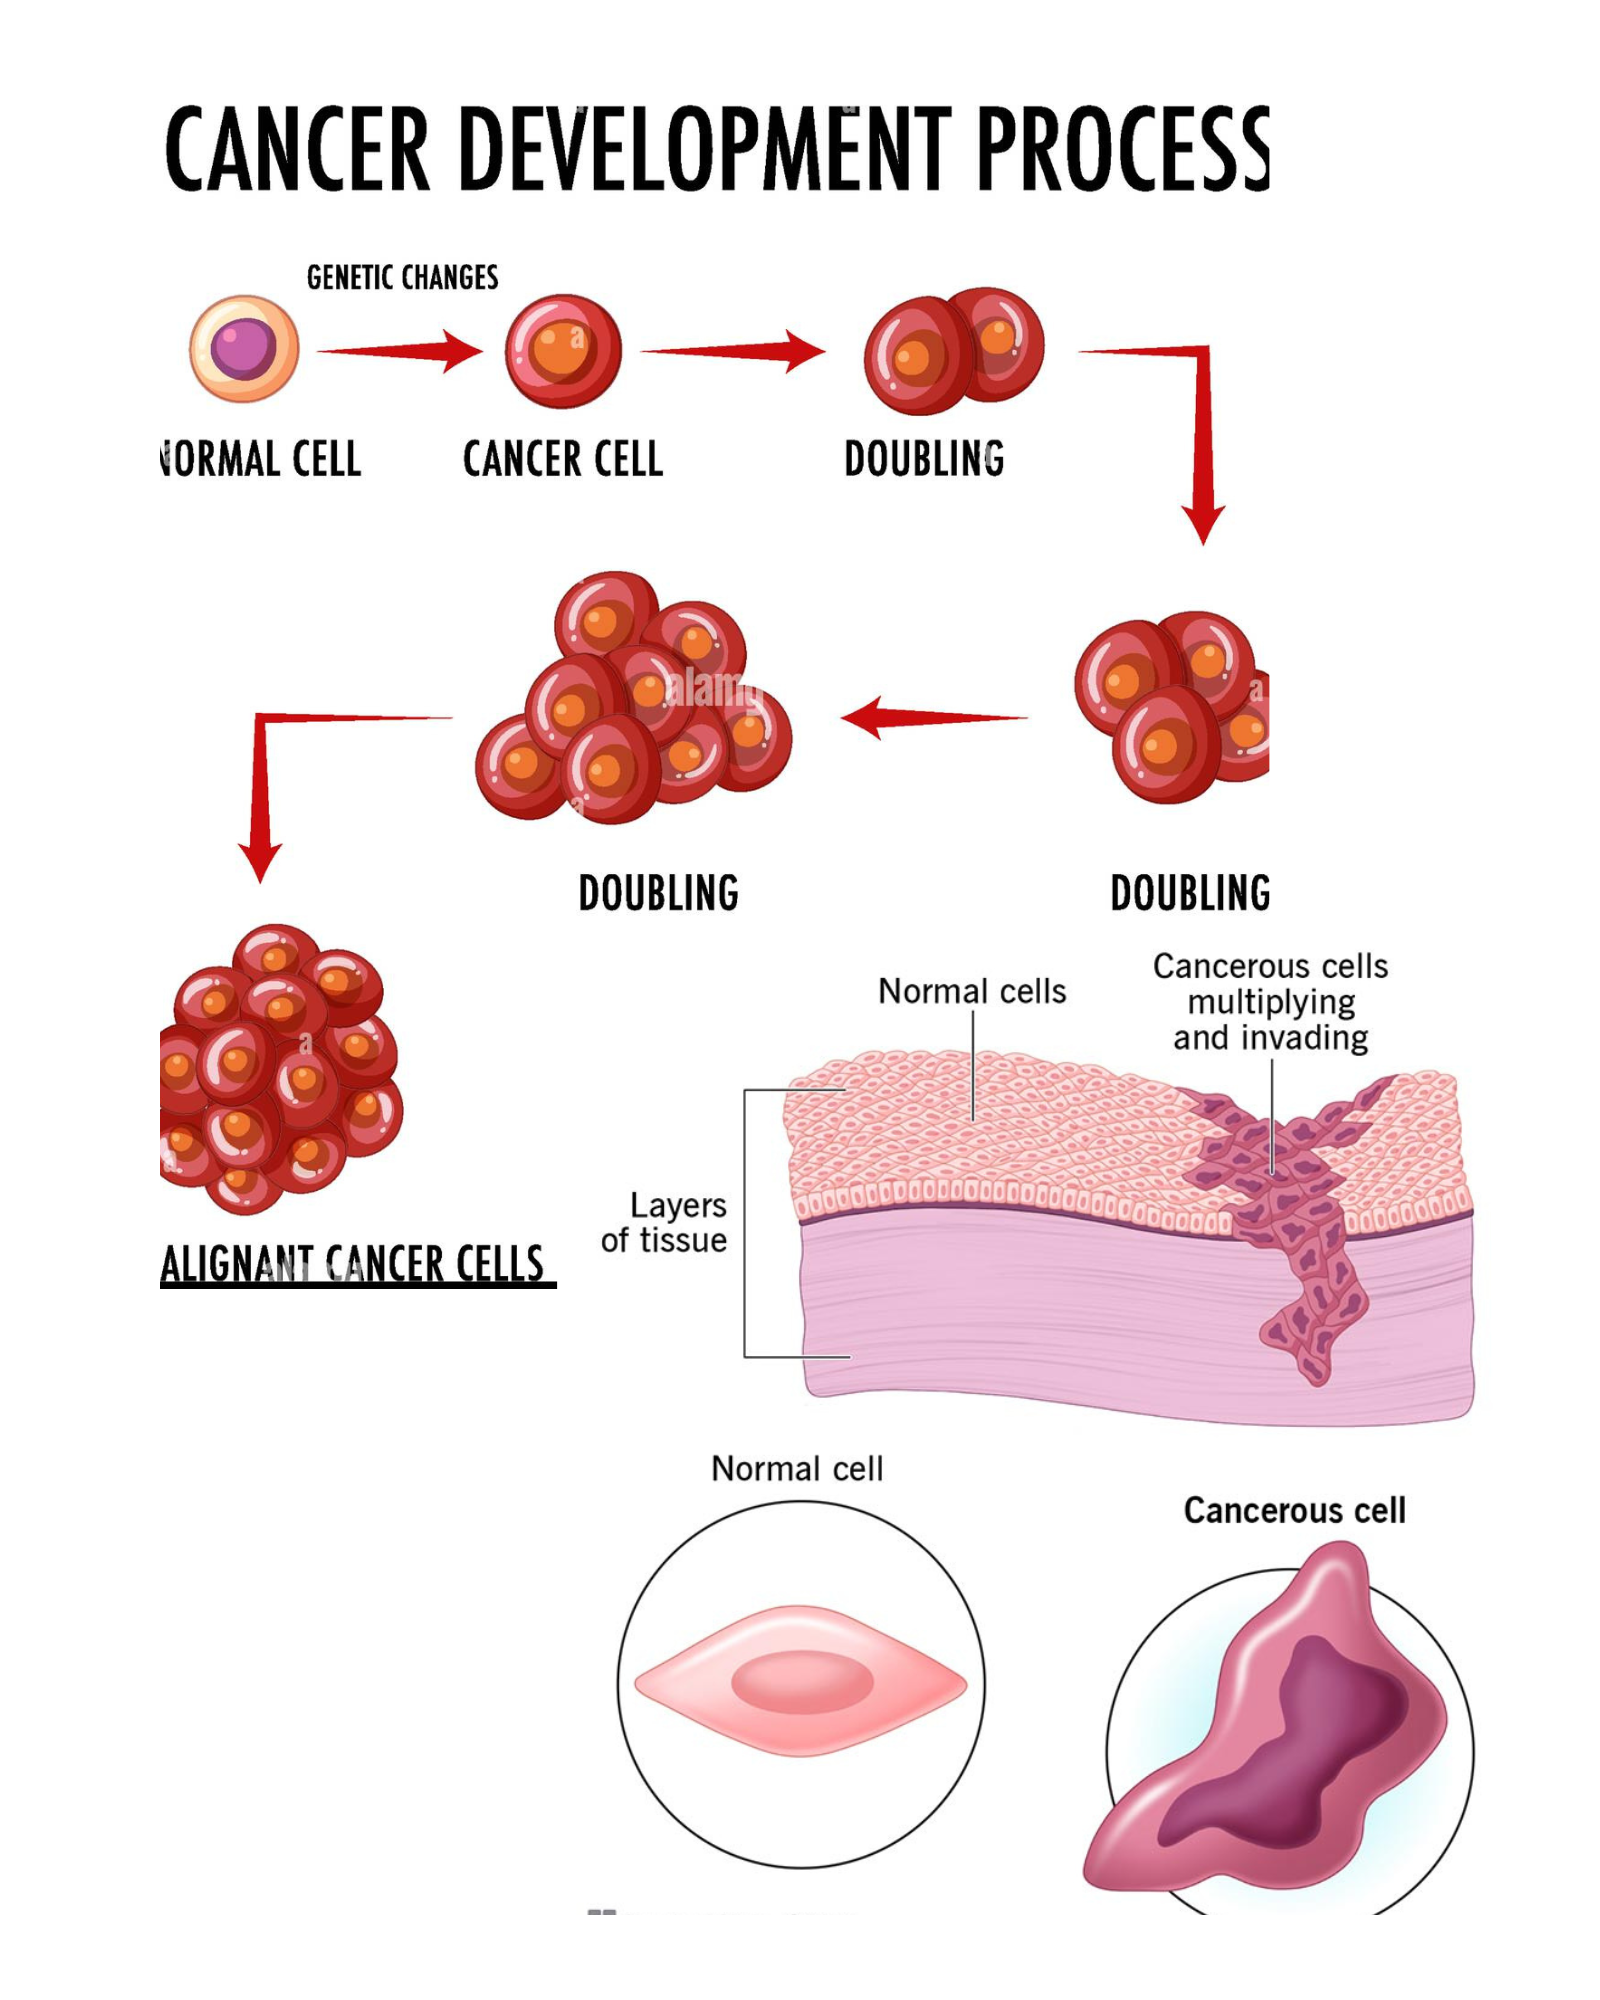 CANCER DEVELOPMENT PROCESS
GENETIC CHANGES
NORMAL CELL
CANCER CELL
DOUBLING
alamy
DOUBLING
DOUBLING
ALIGNANT CANCER CELLS
Normal cells
Cancerous cells
multiplying
and invading
Layers
of tissue
Normal cell
Cancerous cell